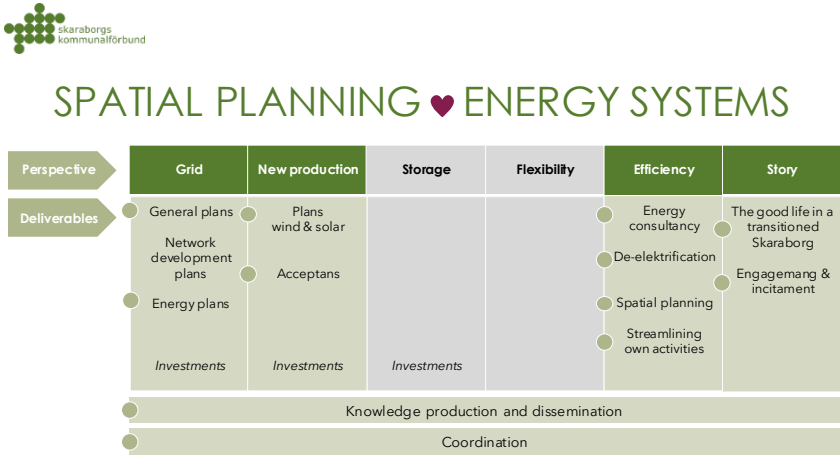 skaraborgs
kommunalförbund
SPATIAL PLANNING ENERGY SYSTEMS
Perspective
Grid
New production
Storage
Flexibility
Efficiency
Story
Deliverables
General plans
Network
development
plans
Energy plans
Investments
Plans
wind & solar
Acceptans
Investments
Investments
Energy
consultancy
De-elektrification
Spatial planning
Streamlining
own activities
The good life in a
transitioned
Skaraborg
Engagemang &
incitament
Knowledge production and dissemination
Coordination